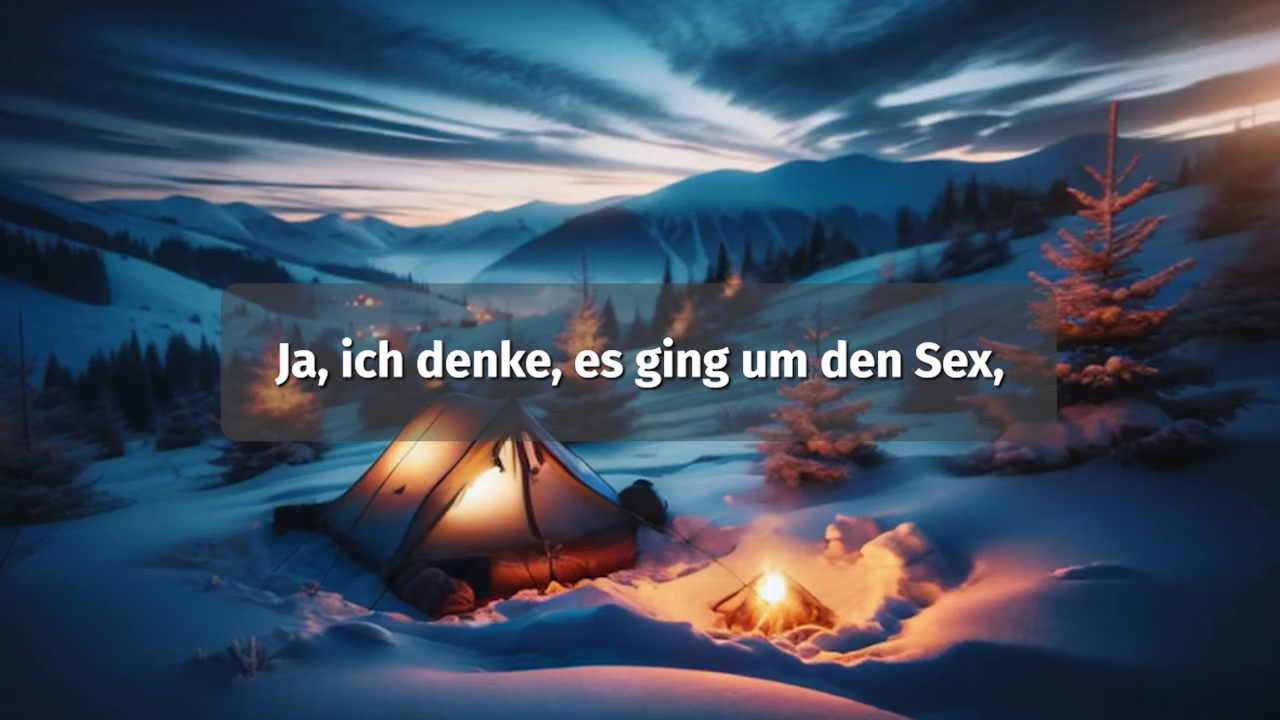 Ja, ich denke, es ging um den Sex,